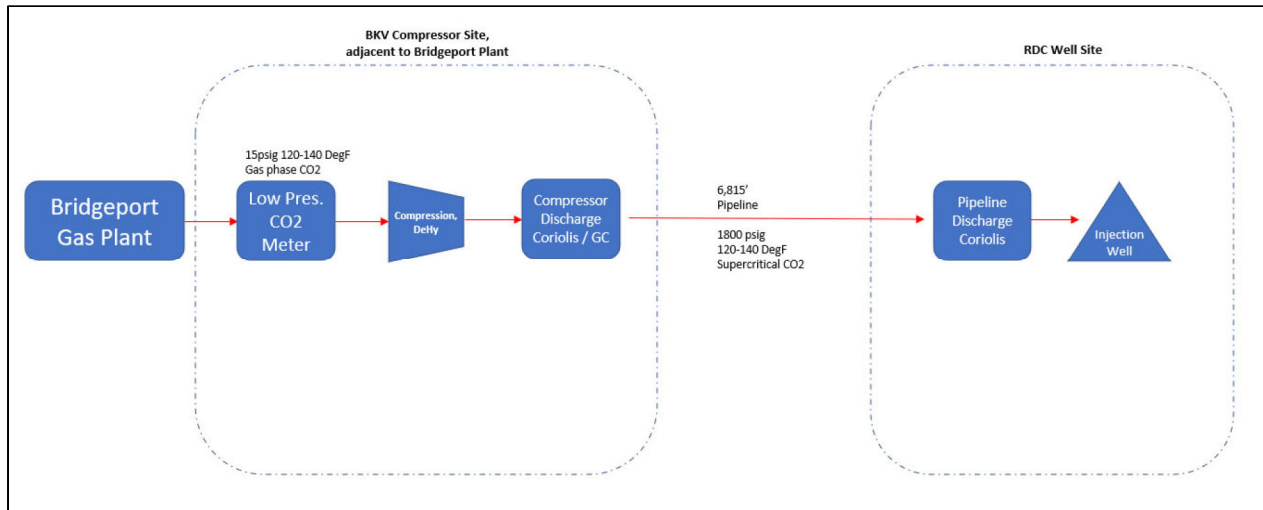 BKV Compressor Site,
adjacent to Bridgeport Plant
RDC Well Site
Bridgeport
Gas Plant
15psig 120-140 DegF
Gas phase CO2
Low Pres.
CO2
Meter
Compression,
DeHy
Compressor
Discharge
Coriolis / GC
6,815’
Pipeline
1800 psig
120-140 DegF
Supercritical CO2
Pipeline
Discharge
Coriolis
Injection
Well